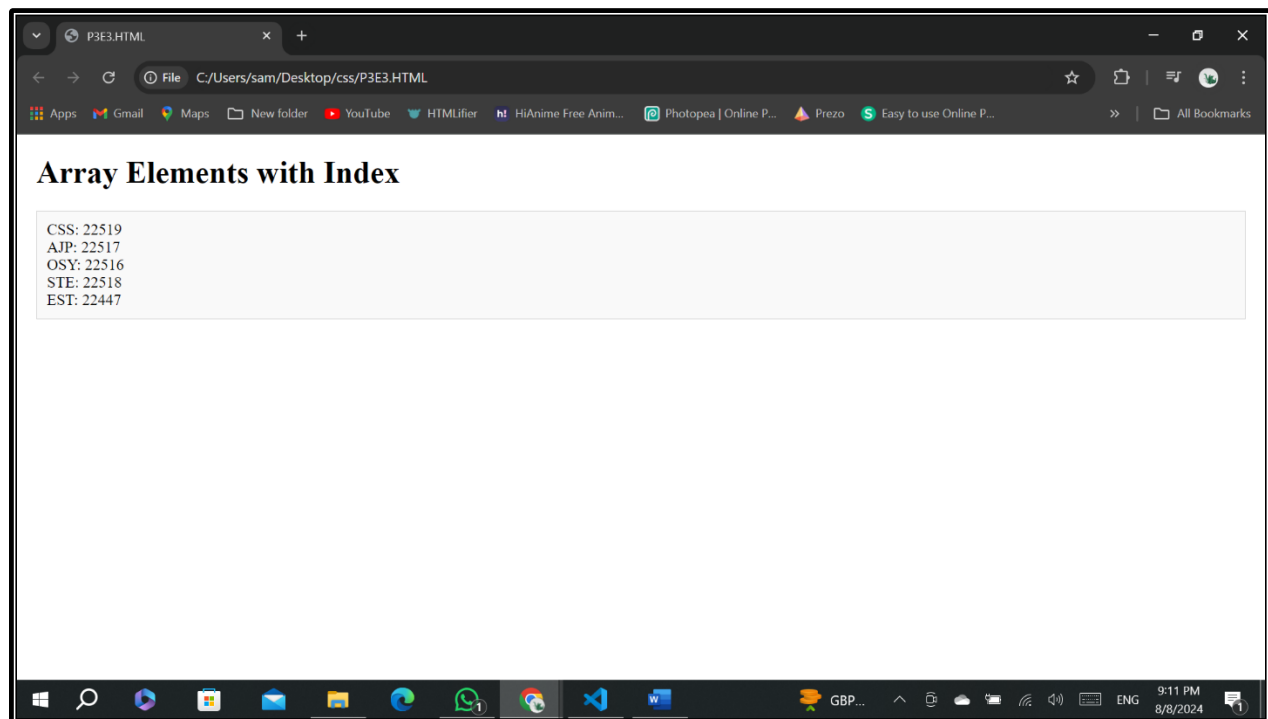 P3E3.HTML
File C:/Users/sam/Desktop/css/P3E3.HTML
Apps Gmail Maps New folder YouTube HTMLifier h! HiAnime Free Anim... Photopea | Online P... Prezo S Easy to use Online P... » All Bookmarks
Array Elements with Index
CSS: 22519
AJP: 22517
OSY: 22516
STE: 22518
EST: 22447
GBP... ENG 9:11 PM
8/8/2024
1
1
W